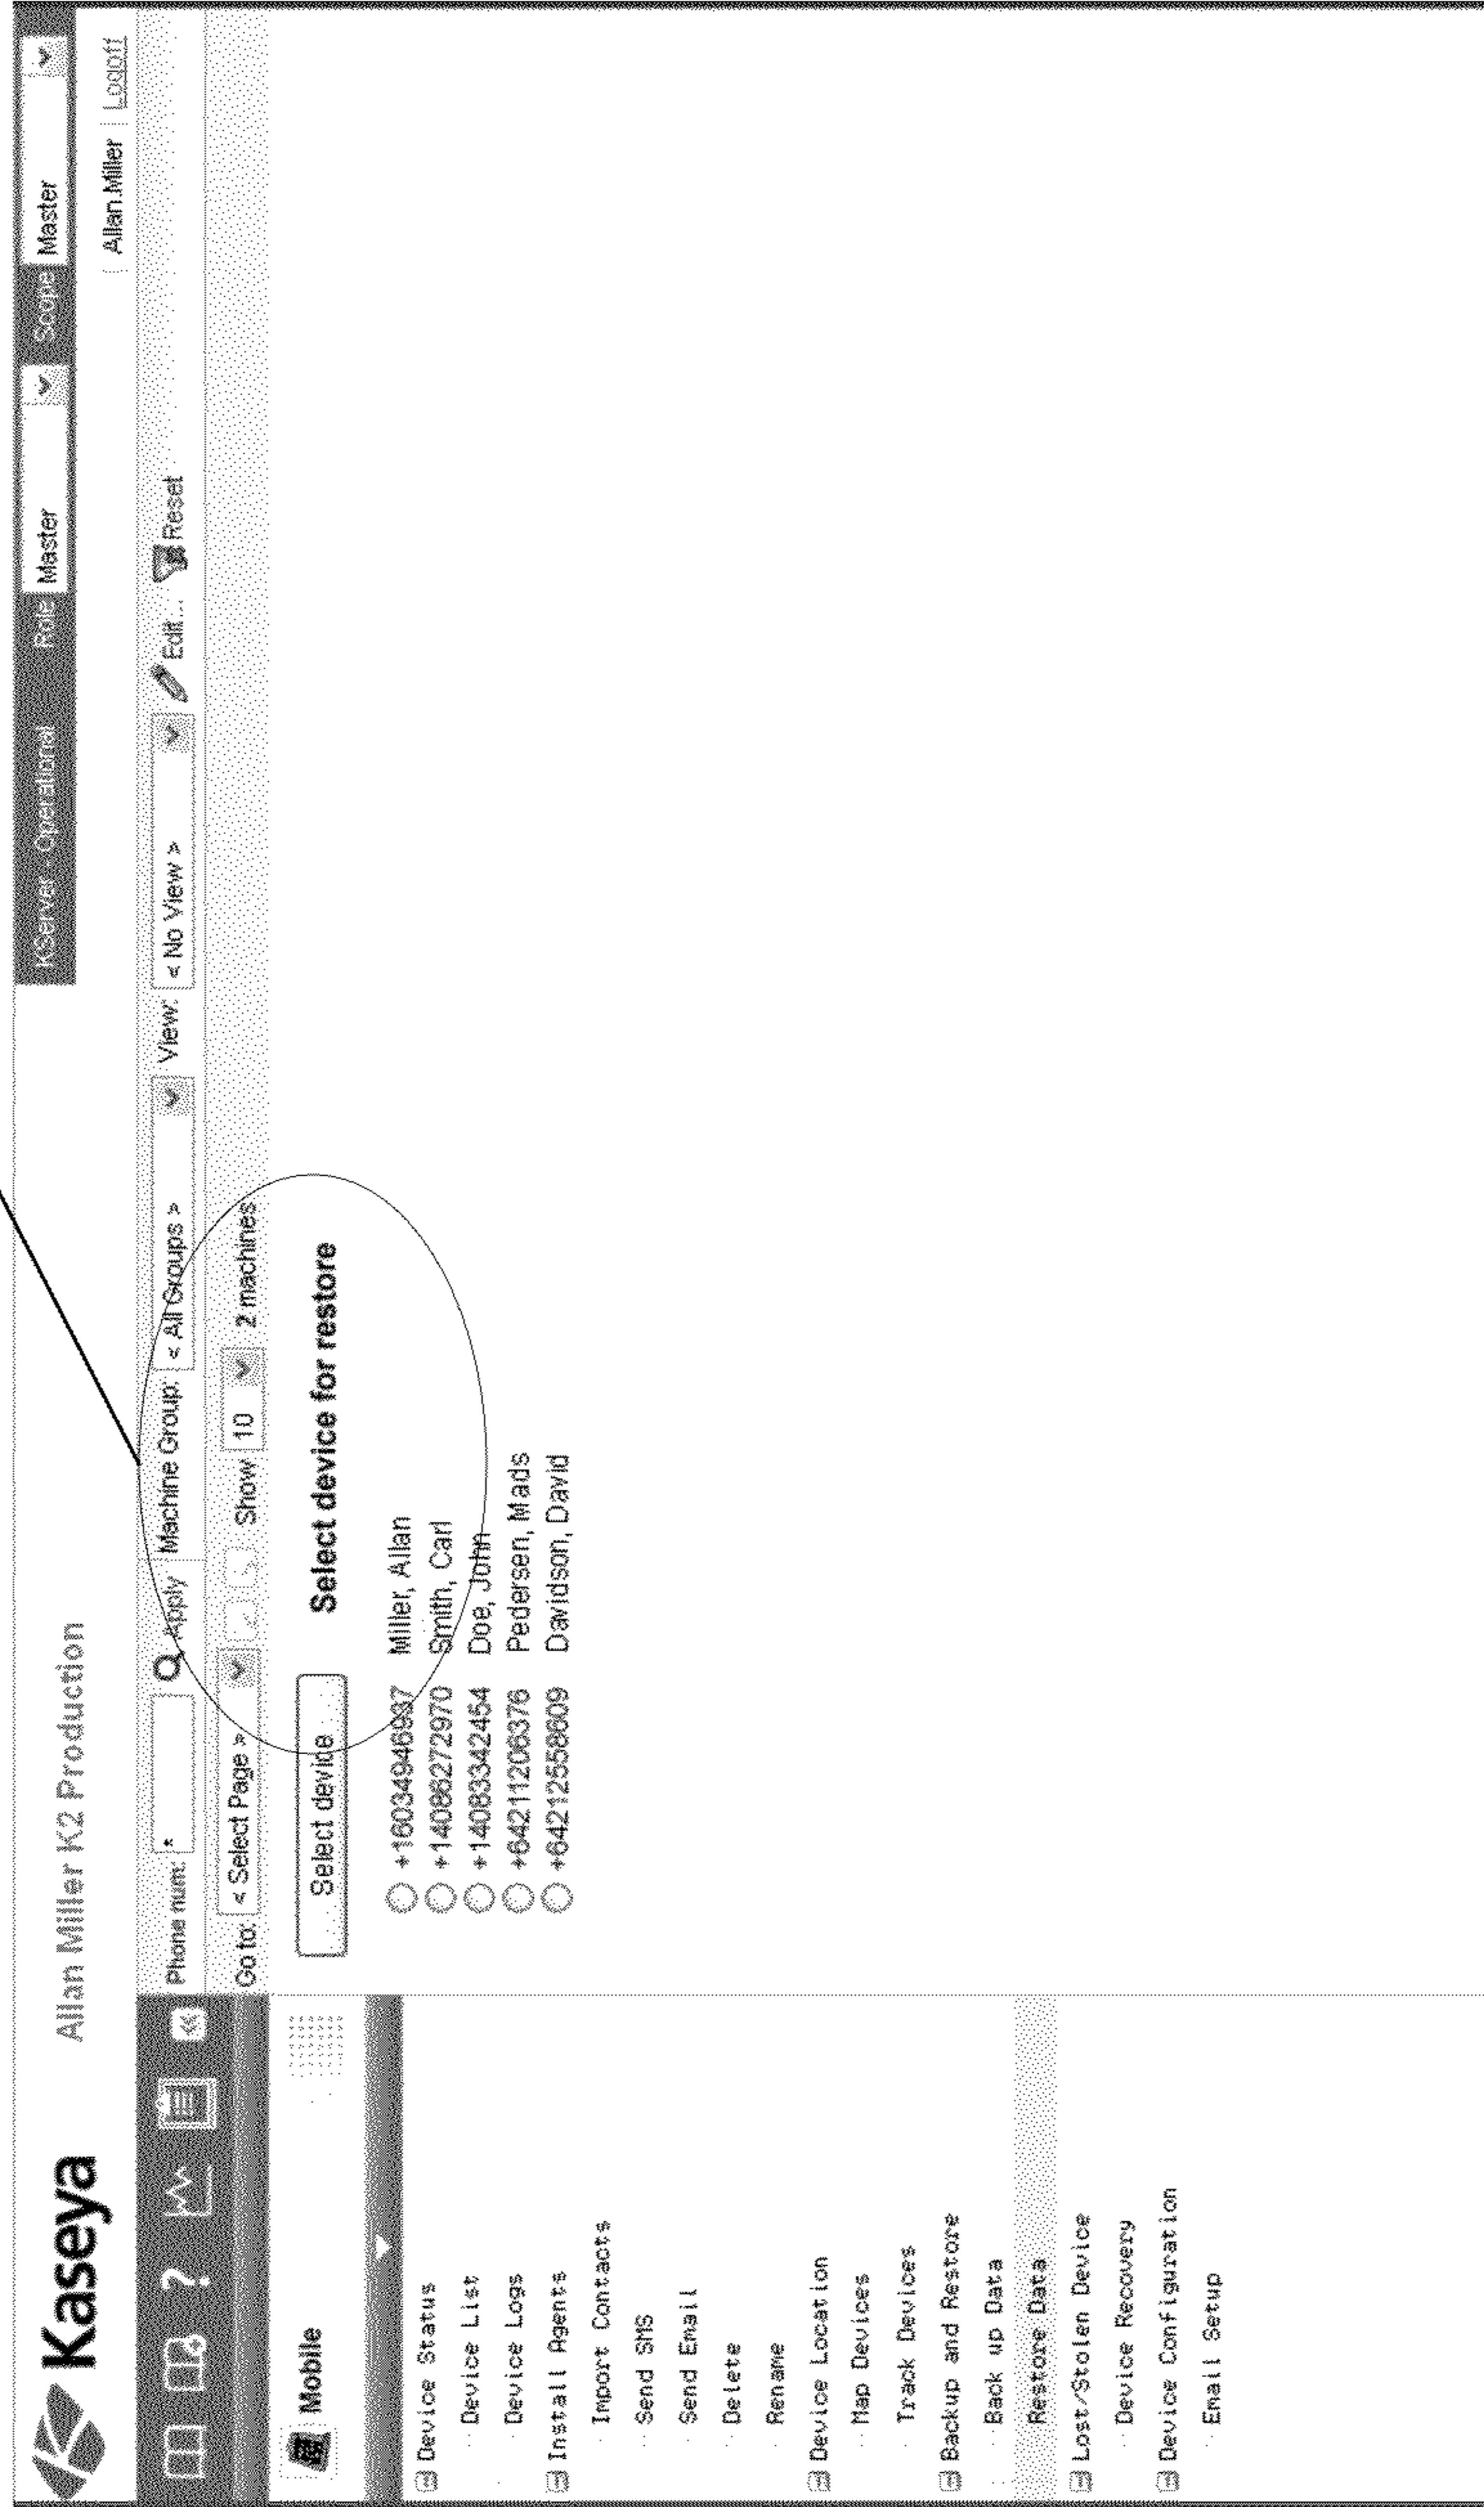 Kaseya Allan Miller K2 Production
KServer - Operational Role Master Scope Master
Allan.Miller Logoff
Phone num: * Apply Machine Group: < All Groups > View: < No View > Edit... Reset
Go to: < Select Page > Show 10 2 machines
Mobile
Select device Select device for restore
+16034946937 Miller, Allan
+14086272970 Smith, Carl
+14083342454 Doe, John
+64211206376 Pedersen, Mads
+64212558609 Davidson, David
Device Status
Device List
Device Logs
Install Agents
Import Contacts
Send SMS
Send Email
Delete
Rename
Device Location
Map Devices
Track Devices
Backup and Restore
Back up Data
Restore Data
Lost/Stolen Device
Device Recovery
Device Configuration
Email Setup